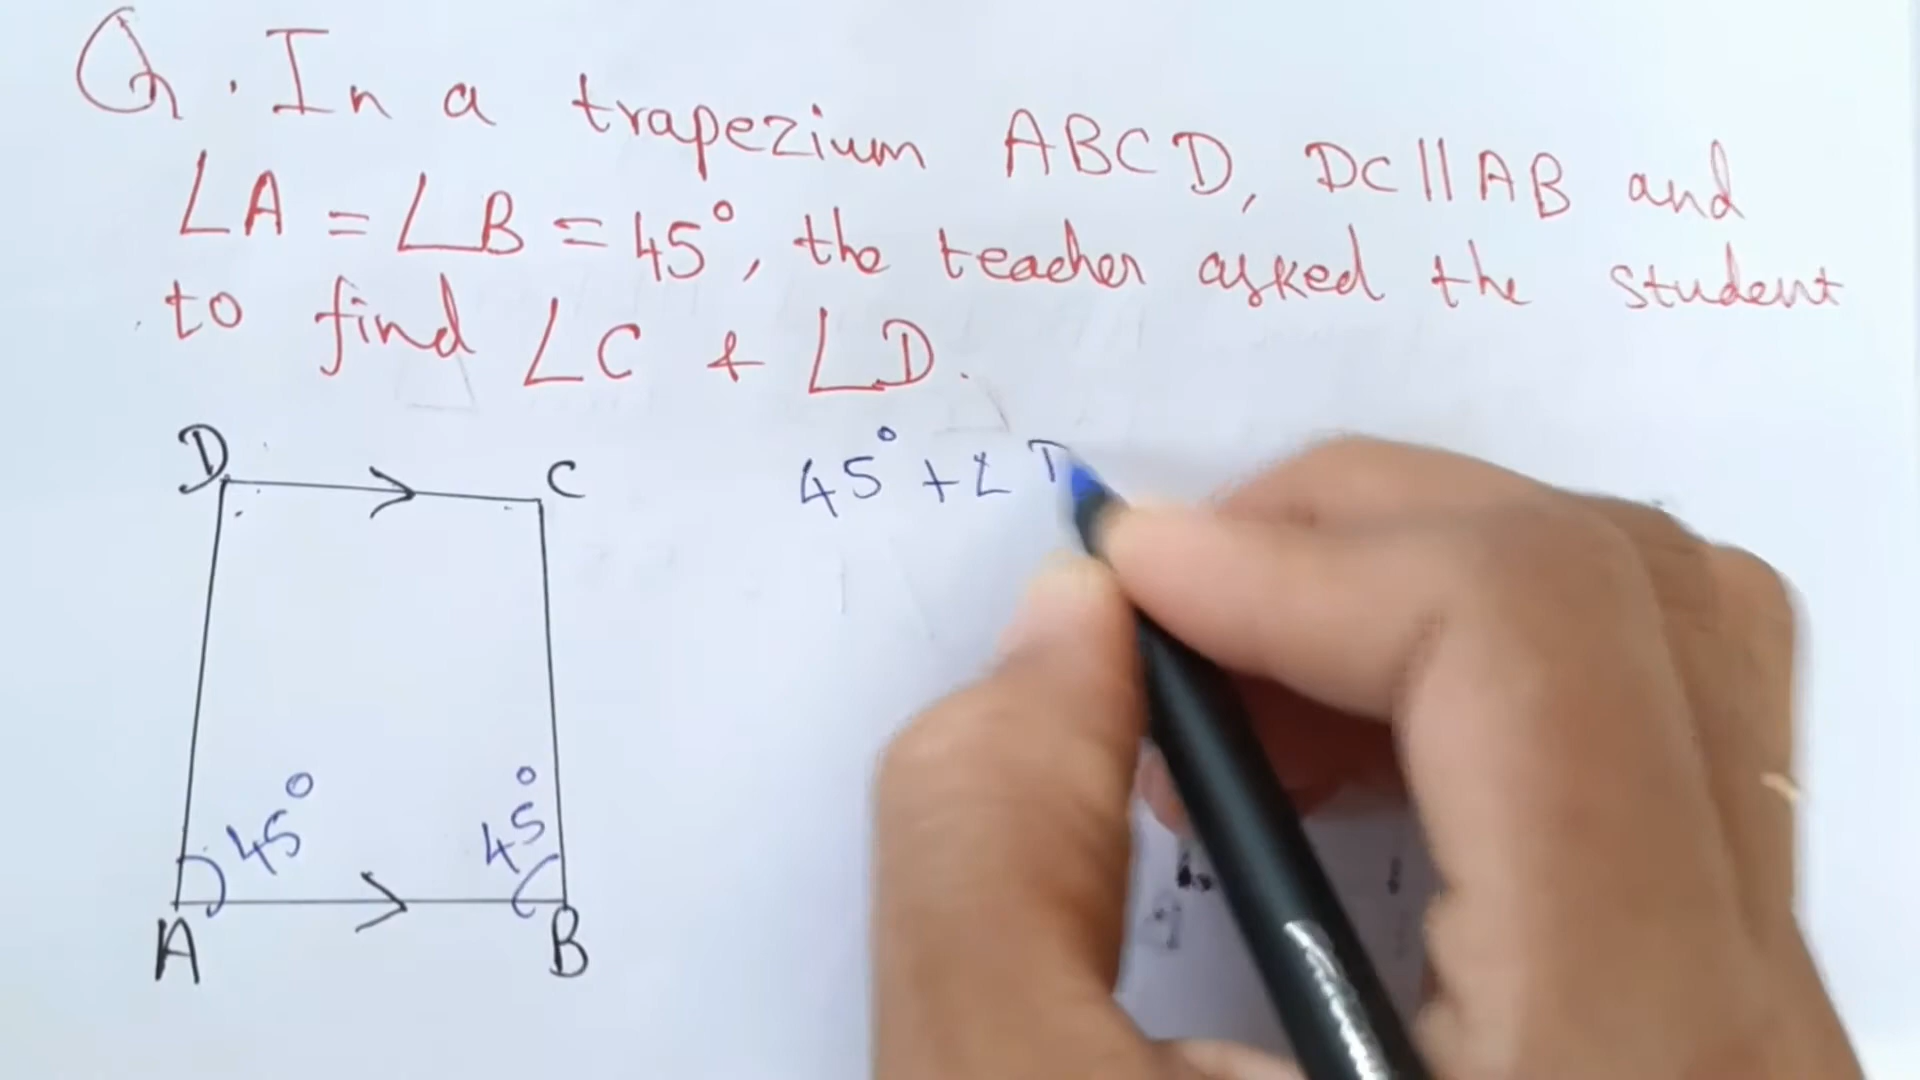 Q. In a trapezium ABCD, DC || AB and
∠A = ∠B = 45°, the teacher asked the student
to find ∠C & ∠D.
D C
45° + ∠D
45° 45°
A B